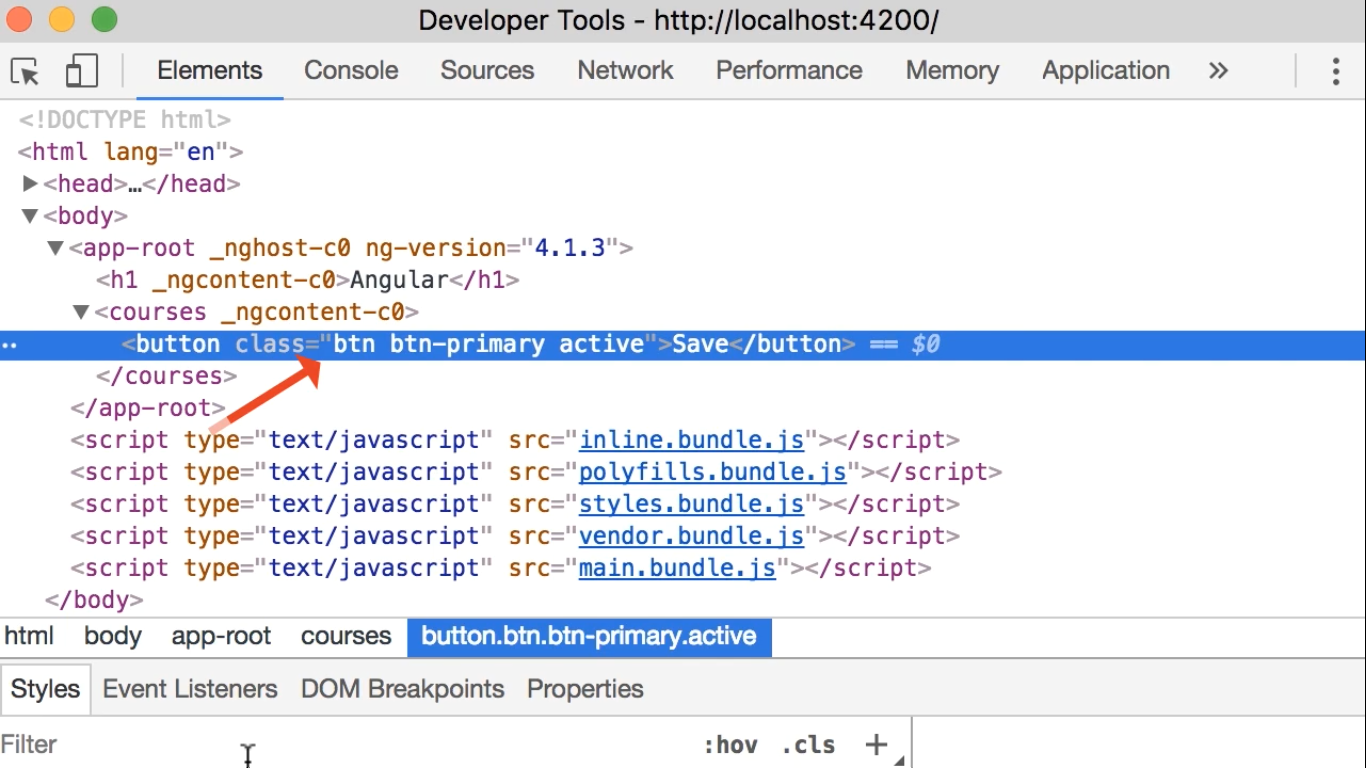 Developer Tools - http://localhost:4200/
Elements Console Sources Network Performance Memory Application »
<!DOCTYPE html>
<html lang="en">
▶<head>…</head>
▼<body>
▼<app-root _nghost-c0 ng-version="4.1.3">
<h1 _ngcontent-c0>Angular</h1>
▼<courses _ngcontent-c0>
<button class="btn btn-primary active">Save</button> == $0
</courses>
</app-root>
<script type="text/javascript" src="inline.bundle.js"></script>
<script type="text/javascript" src="polyfills.bundle.js"></script>
<script type="text/javascript" src="styles.bundle.js"></script>
<script type="text/javascript" src="vendor.bundle.js"></script>
<script type="text/javascript" src="main.bundle.js"></script>
</body>
html body app-root courses button.btn.btn-primary.active
Styles Event Listeners DOM Breakpoints Properties
Filter :hov .cls +